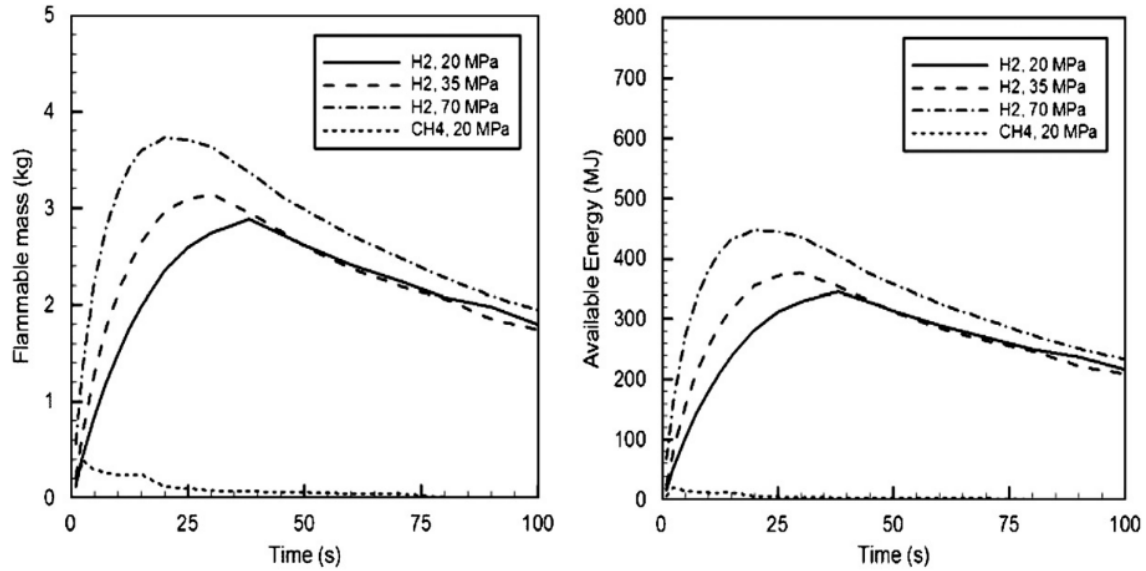 5
4
3
2
1
0
Flammable mass (kg)
H2, 20 MPa
H2, 35 MPa
H2, 70 MPa
CH4, 20 MPa
0
25
50
75
100
Time (s)
800
700
600
500
400
300
200
100
0
Available Energy (MJ)
H2, 20 MPa
H2, 35 MPa
H2, 70 MPa
CH4, 20 MPa
0
25
50
75
100
Time (s)